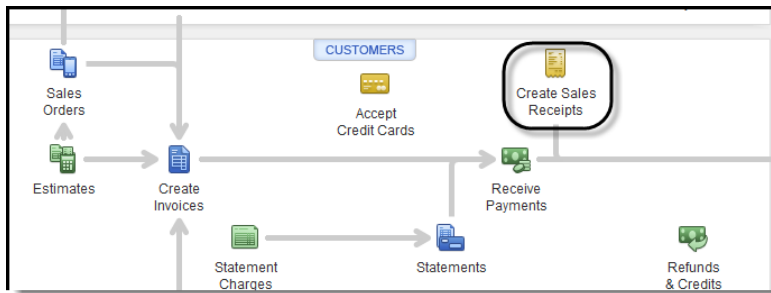 CUSTOMERS
Sales
Orders
Accept
Credit Cards
Create Sales
Receipts
Estimates
Create
Invoices
Receive
Payments
Statement
Charges
Statements
Refunds
& Credits